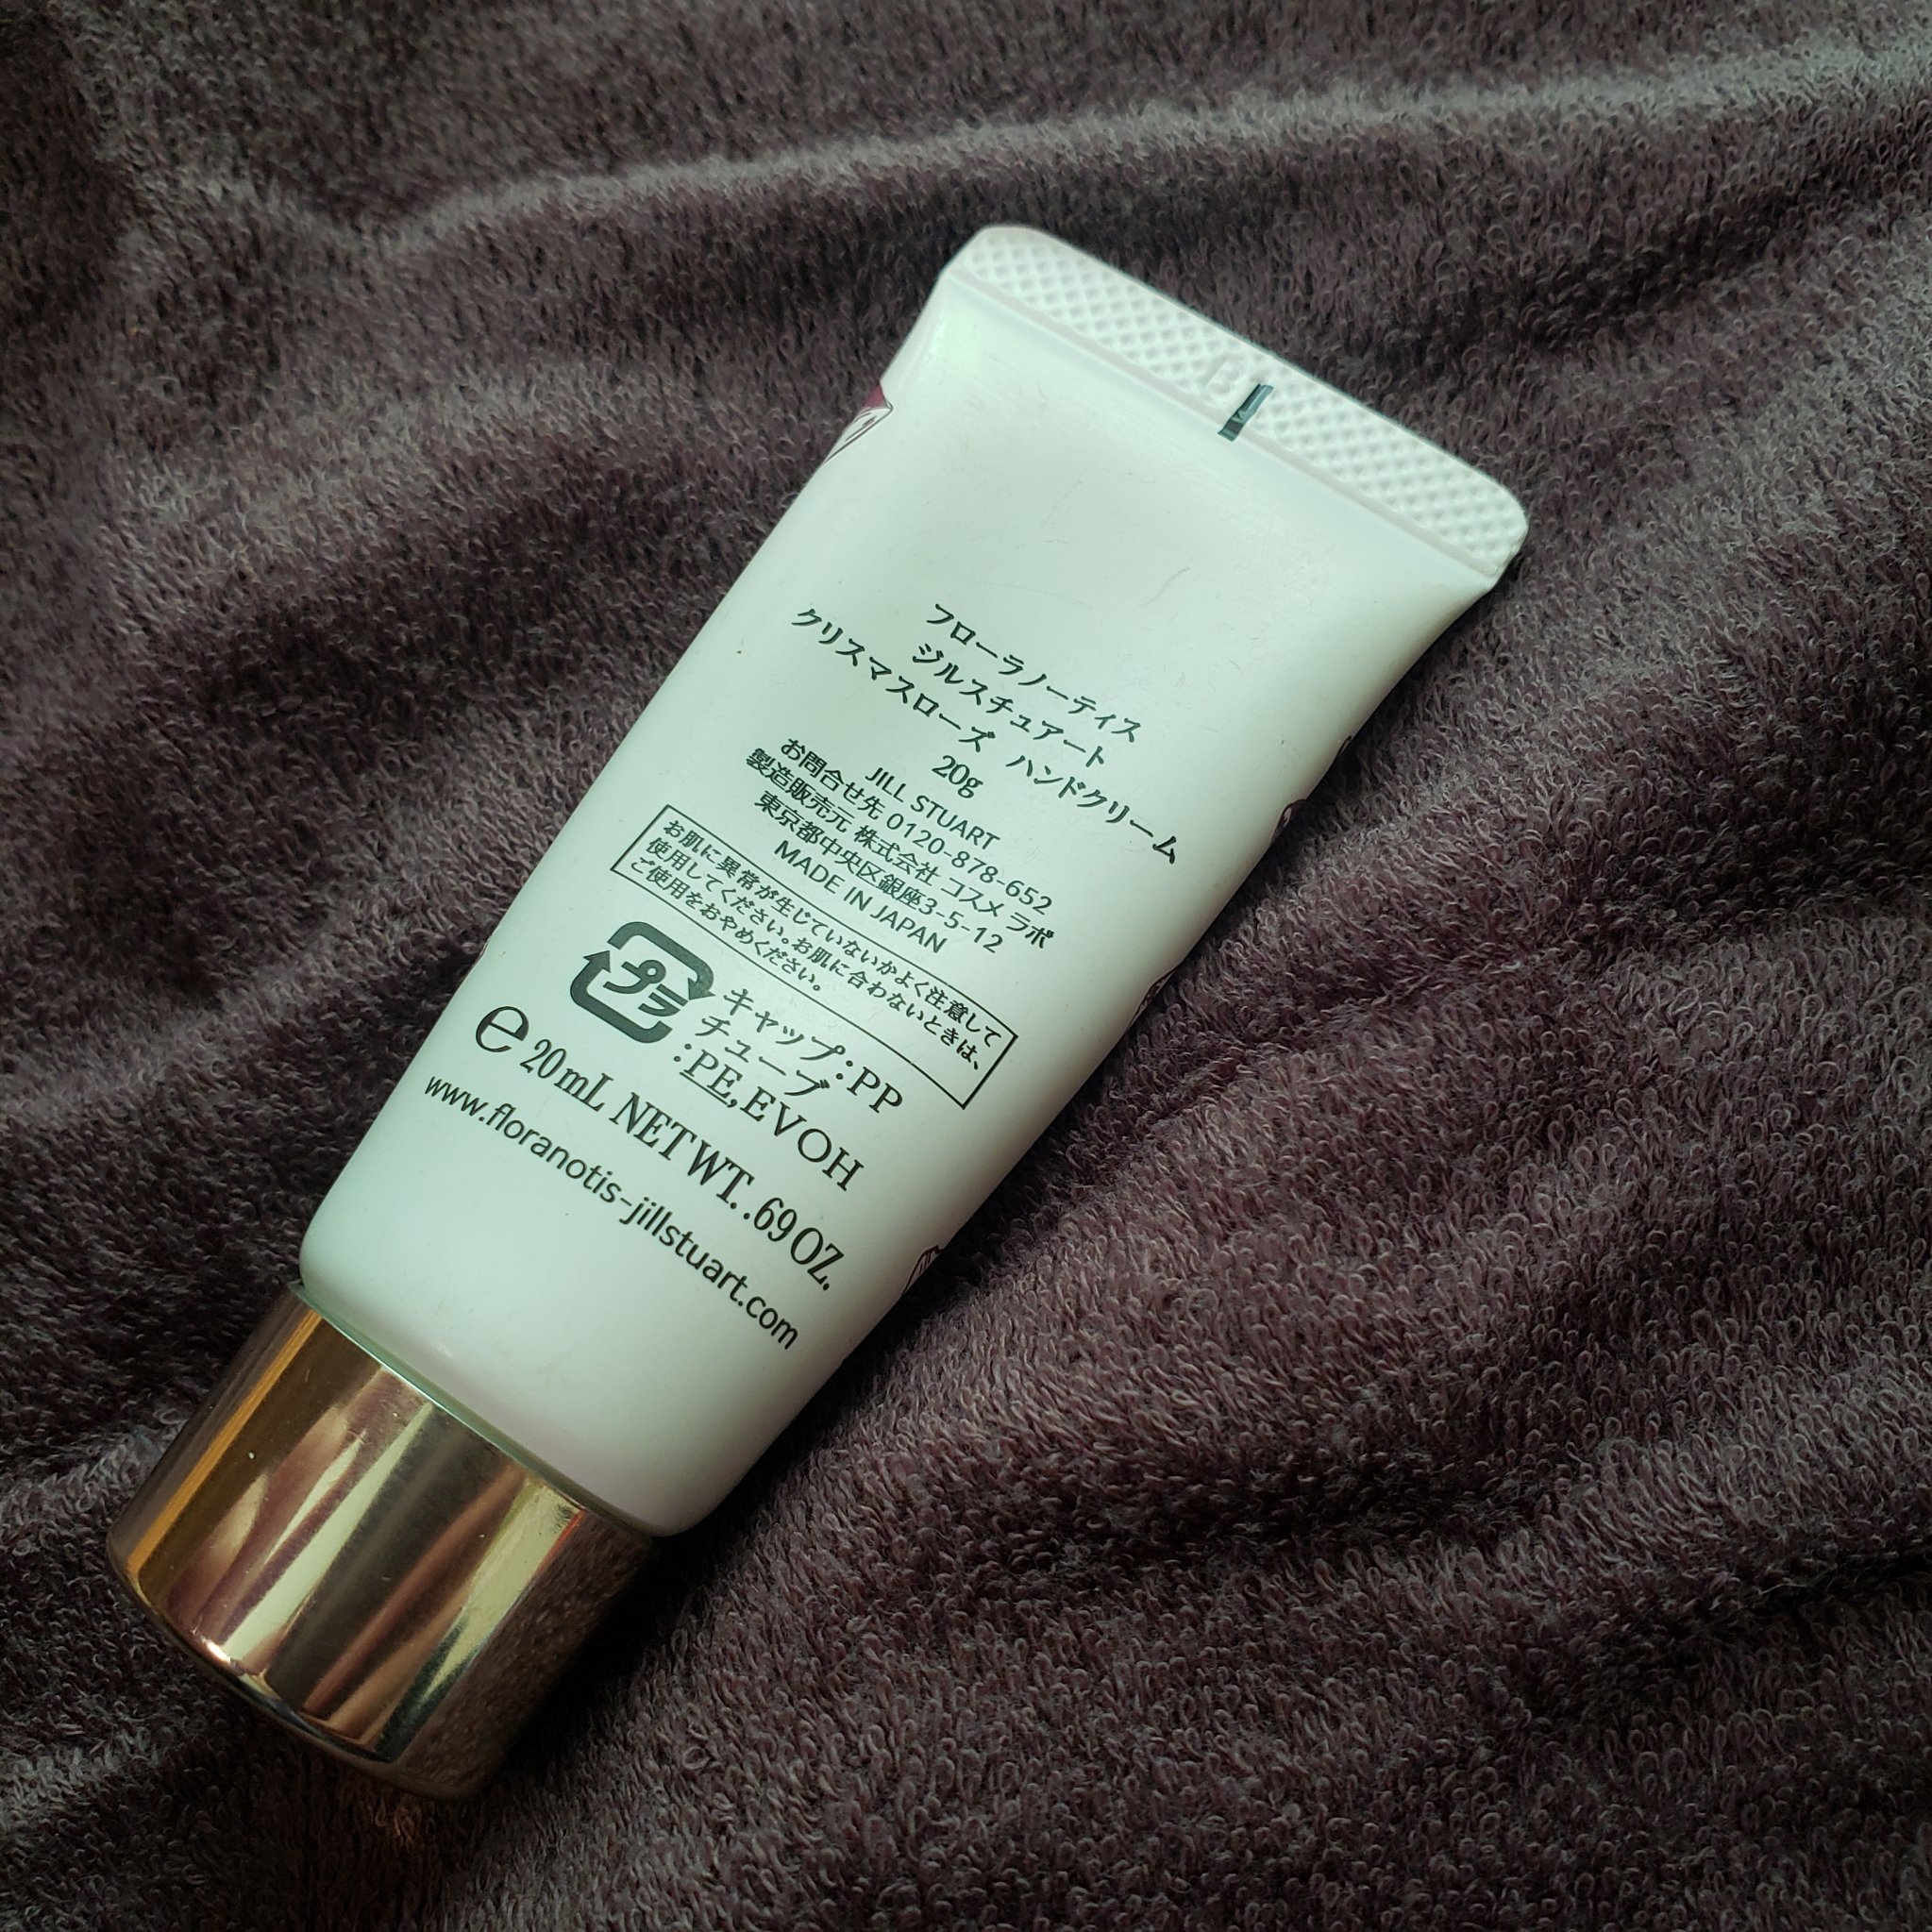 フローラノーティス
ジルスチュアート
クリスマスローズ ハンドクリーム
20g
JILL STUART
お問合せ先 0120-878-652
製造販売元 株式会社 コスメ ラボ
東京都中央区銀座3-5-12
MADE IN JAPAN
お肌に異常が生じていないかよく注意して
使用してください。お肌に合わないときは、
ご使用をおやめください。
プラ
キャップ:PP
チューブ
:PE,EVOH
℮ 20mL NET WT. .69 OZ.
www.floranotis-jillstuart.com